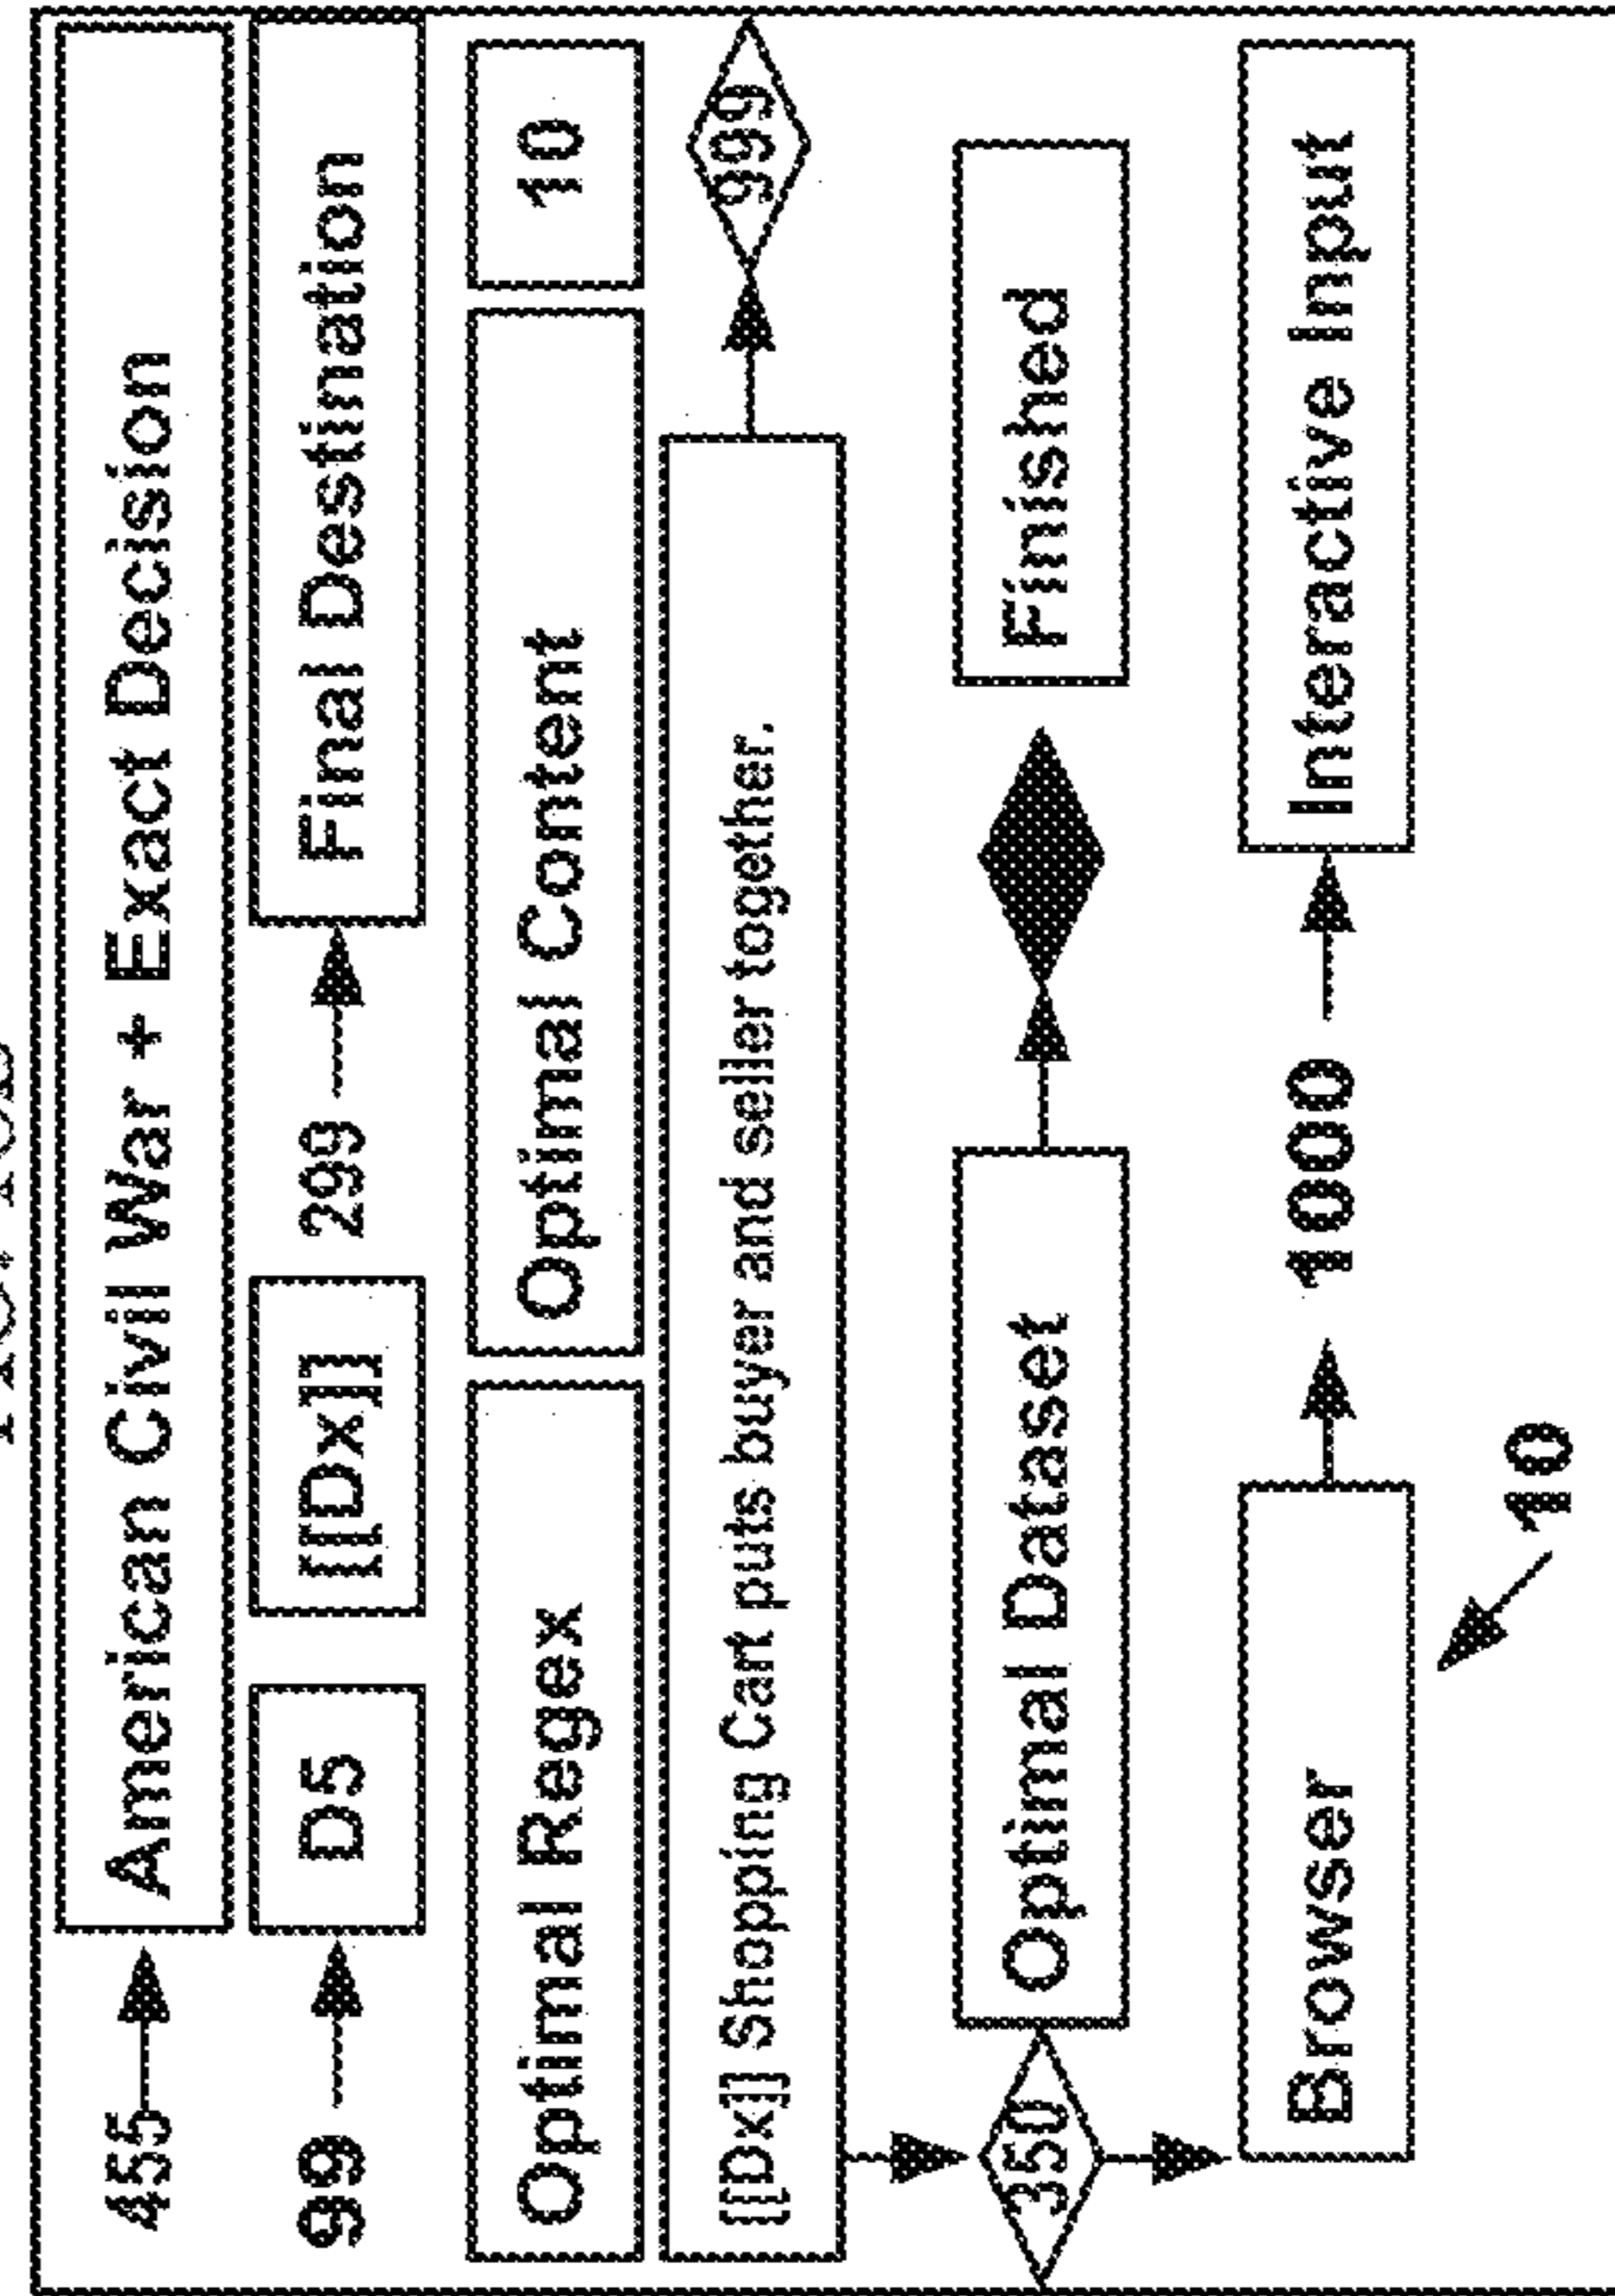 455 American Civil War + Exact Decision
99 D5 [[Dx]] 299 Final Destination
Optimal Regex Optimal Content 10
[[Dx]] Shopping Cart puts buyer and seller together. 999
350 Optimal Dataset Finished
Browser 1000 Interactive Input
10